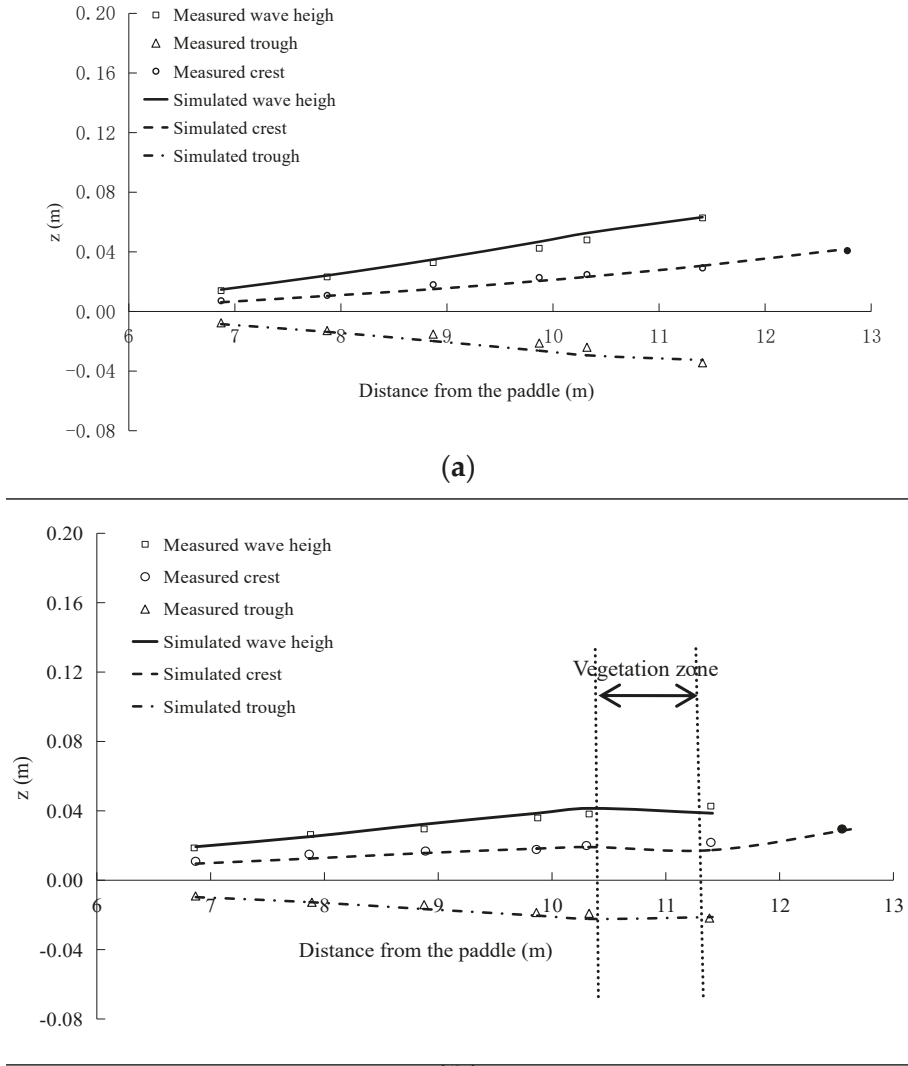 0.20
0.16
0.12
0.08
0.04
0.00
-0.04
-0.08
z (m)
Measured wave heigh
Measured trough
Measured crest
Simulated wave heigh
Simulated crest
Simulated trough
6 7 8 9 10 11 12 13
Distance from the paddle (m)
(a)
0.20
0.16
0.12
0.08
0.04
0.00
-0.04
-0.08
z (m)
Measured wave heigh
Measured crest
Measured trough
Simulated wave heigh
Simulated crest
Simulated trough
Vegetation zone
6 7 8 9 10 11 12 13
Distance from the paddle (m)